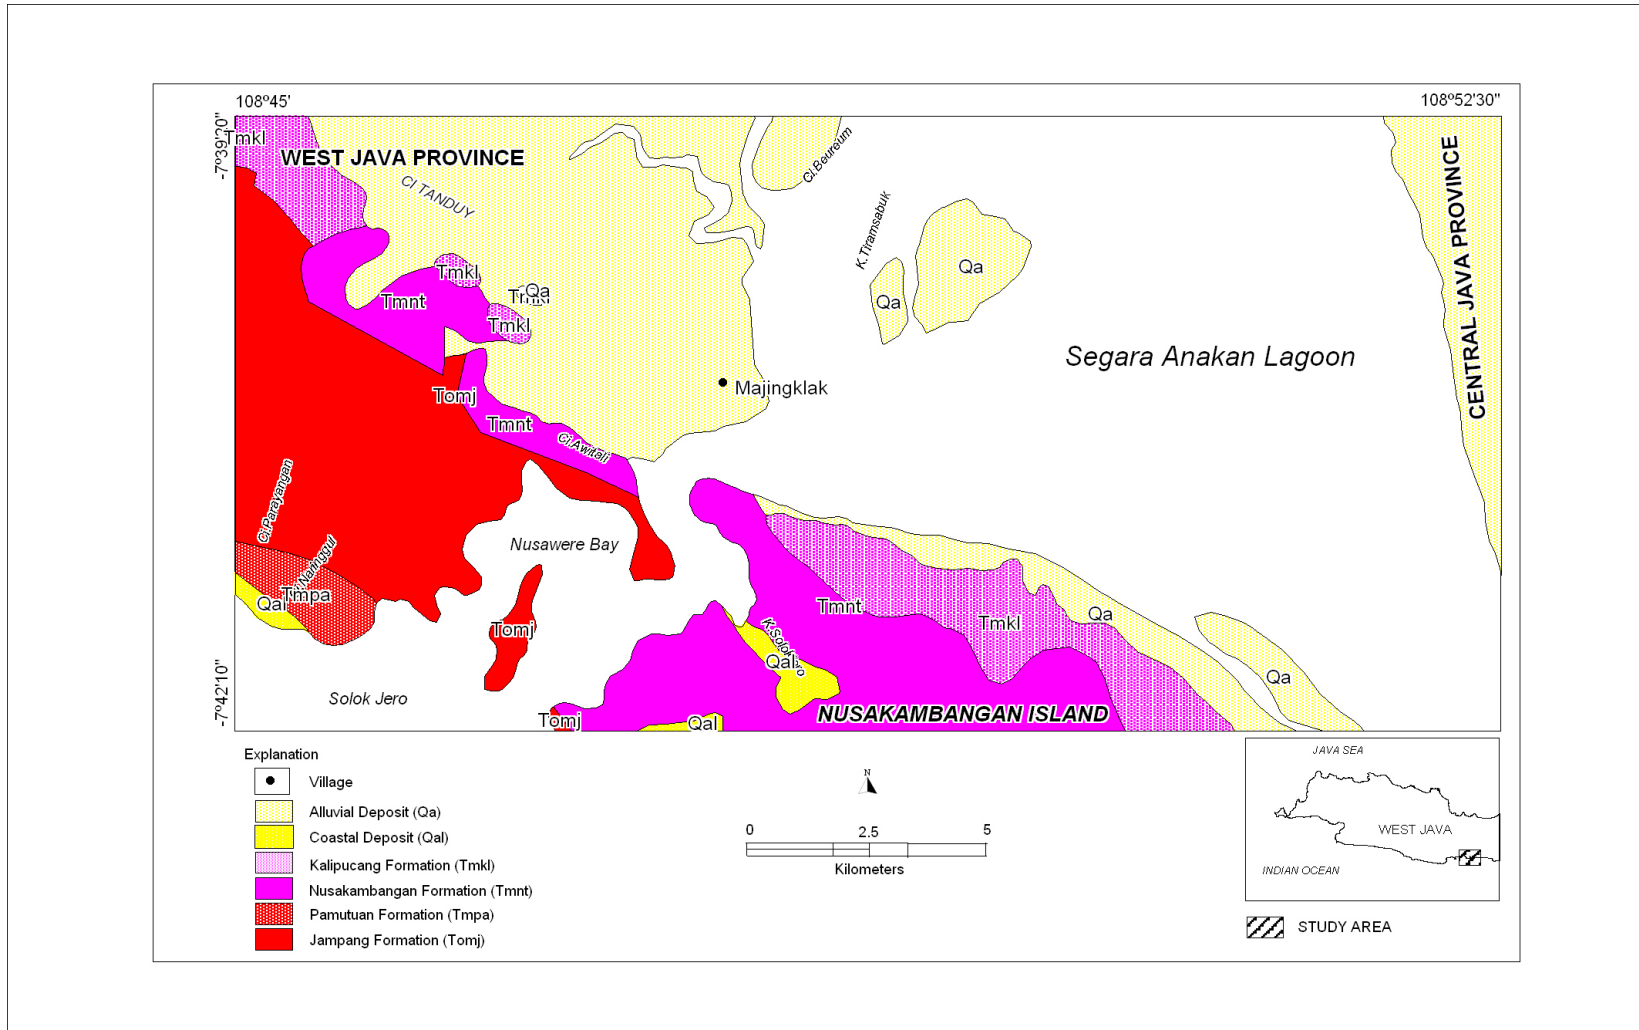 108º45'
108º52'30"
-7º39'20"
Tmkl
WEST JAVA PROVINCE
CI TANDUY
Ci.Beureum
K.Tiramsabuk
CENTRAL JAVA PROVINCE
Tmkl
Qa
Tmnt
Tmkl
Qa
Qa
Segara Anakan Lagoon
Majingklak
Tomj
Tmnt
Ci.Awitali
Ci.Parayangan
Nusawere Bay
Tmpa
Qal
Tomj
Tmnt
Tmkl
Qa
Qal
Qa
-7º42'10"
Solok Jero
Tomj
Qal
NUSAKAMBANGAN ISLAND
Explanation
Village
Alluvial Deposit (Qa)
Coastal Deposit (Qal)
Kalipucang Formation (Tmkl)
Nusakambangan Formation (Tmnt)
Pamutuan Formation (Tmpa)
Jampang Formation (Tomj)
N
0 2.5 5
Kilometers
JAVA SEA
WEST JAVA
INDIAN OCEAN
STUDY AREA